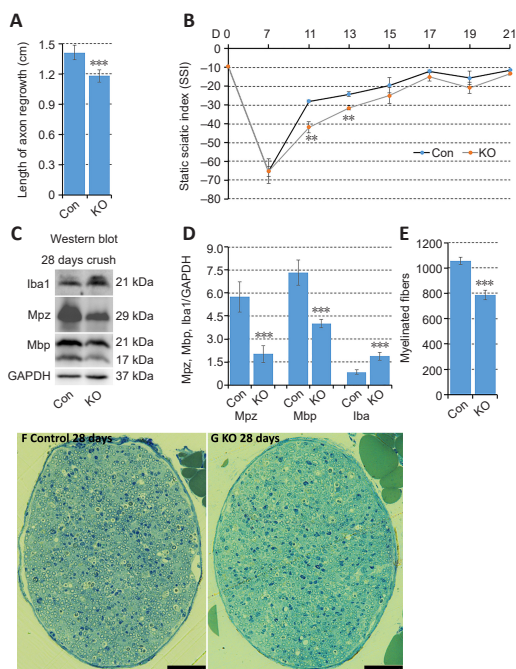 A
Length of axon regrowth (cm)
1.5
1.2
0.9
0.6
0.3
0
***
Con
KO
B
D 0 7 11 13 15 17 19 21
Static sciatic index (SSI)
0
−10
−20
−30
−40
−50
−60
−70
−80
**
**
Con
KO
C
Western blot
28 days crush
Iba1 21 kDa
Mpz 29 kDa
Mbp 21 kDa
17 kDa
GAPDH 37 kDa
Con KO
D
Mpz, Mbp, Iba1/GAPDH
9.0
7.5
6.0
4.5
3.0
1.5
0
***
***
***
Con KO Con KO Con KO
Mpz Mbp Iba
E
Myelinated fibers
1200
1000
800
600
400
200
0
***
Con KO
F Control 28 days
G KO 28 days